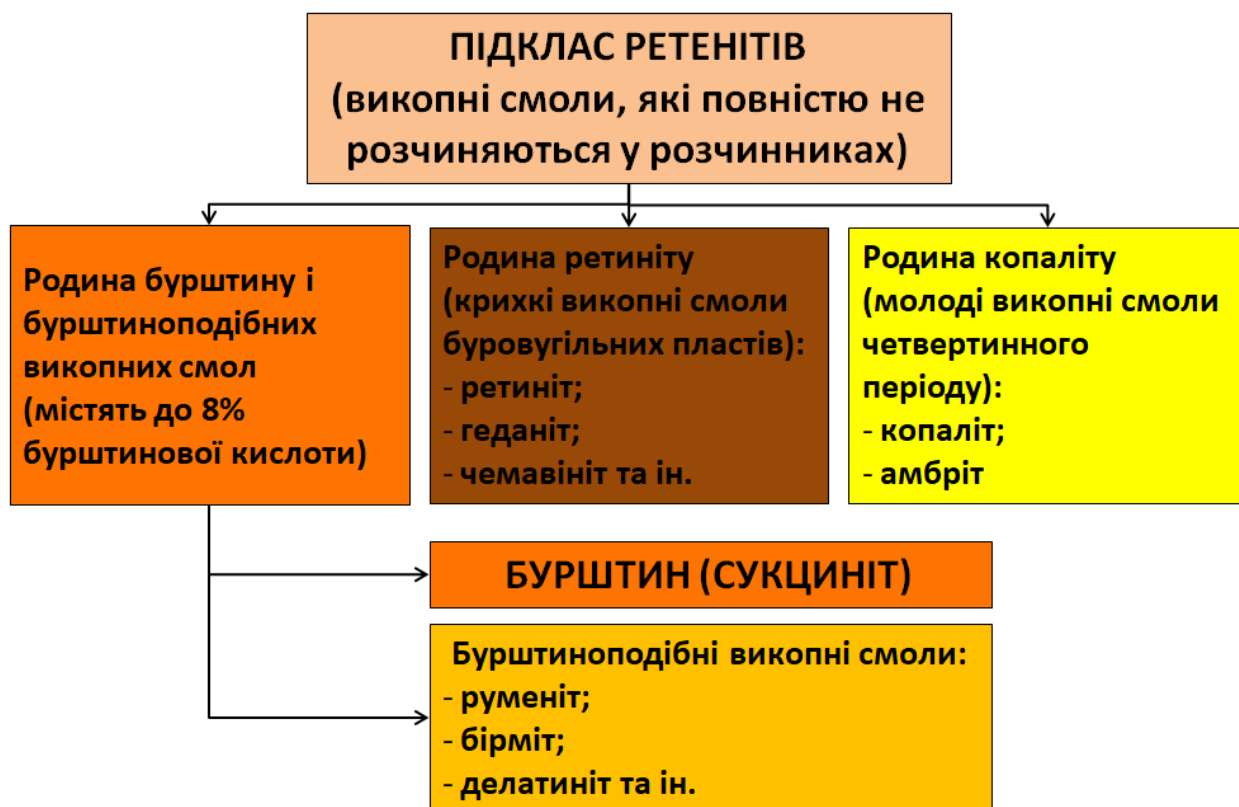 ПІДКЛАС РЕТЕНІТІВ
(викопні смоли, які повністю не
розчиняються у розчинниках)
Родина бурштину і
бурштиноподібних
викопних смол
(містять до 8%
бурштинової кислоти)
Родина ретиніту
(крихкі викопні смоли
буровугільних пластів):
- ретиніт;
- геданіт;
- чемавініт та ін.
Родина копаліту
(молоді викопні смоли
четвертинного
періоду):
- копаліт;
- амбріт
БУРШТИН (СУКЦИНІТ)
Бурштиноподібні викопні смоли:
- руменіт;
- бірміт;
- делатиніт та ін.